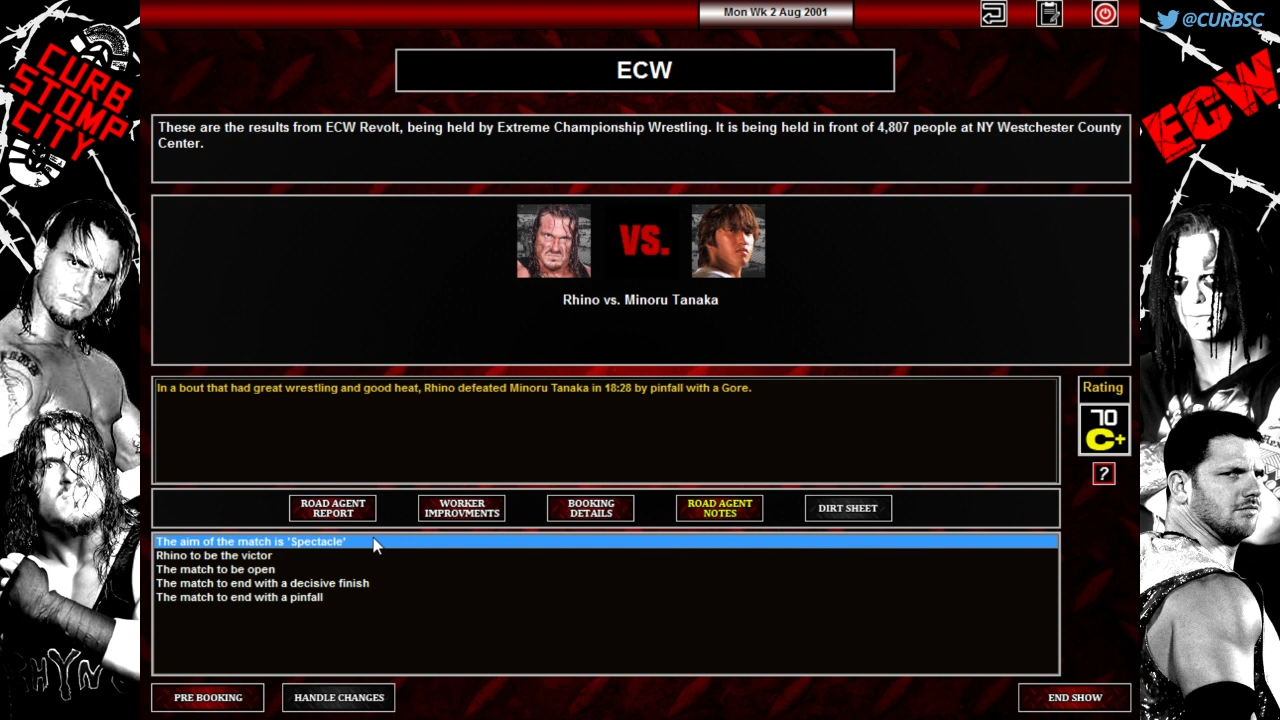 Mon Wk 2 Aug 2001
@CURBSC
CURB
STOMP
CITY
ECW
ECW
These are the results from ECW Revolt, being held by Extreme Championship Wrestling. It is being held in front of 4,807 people at NY Westchester County
Center.
VS.
Rhino vs. Minoru Tanaka
In a bout that had great wrestling and good heat, Rhino defeated Minoru Tanaka in 18:28 by pinfall with a Gore.
Rating
70
C+
?
ROAD AGENT
REPORT
WORKER
IMPROVMENTS
BOOKING
DETAILS
ROAD AGENT
NOTES
DIRT SHEET
The aim of the match is 'Spectacle'
Rhino to be the victor
The match to be open
The match to end with a decisive finish
The match to end with a pinfall
PRE BOOKING
HANDLE CHANGES
END SHOW